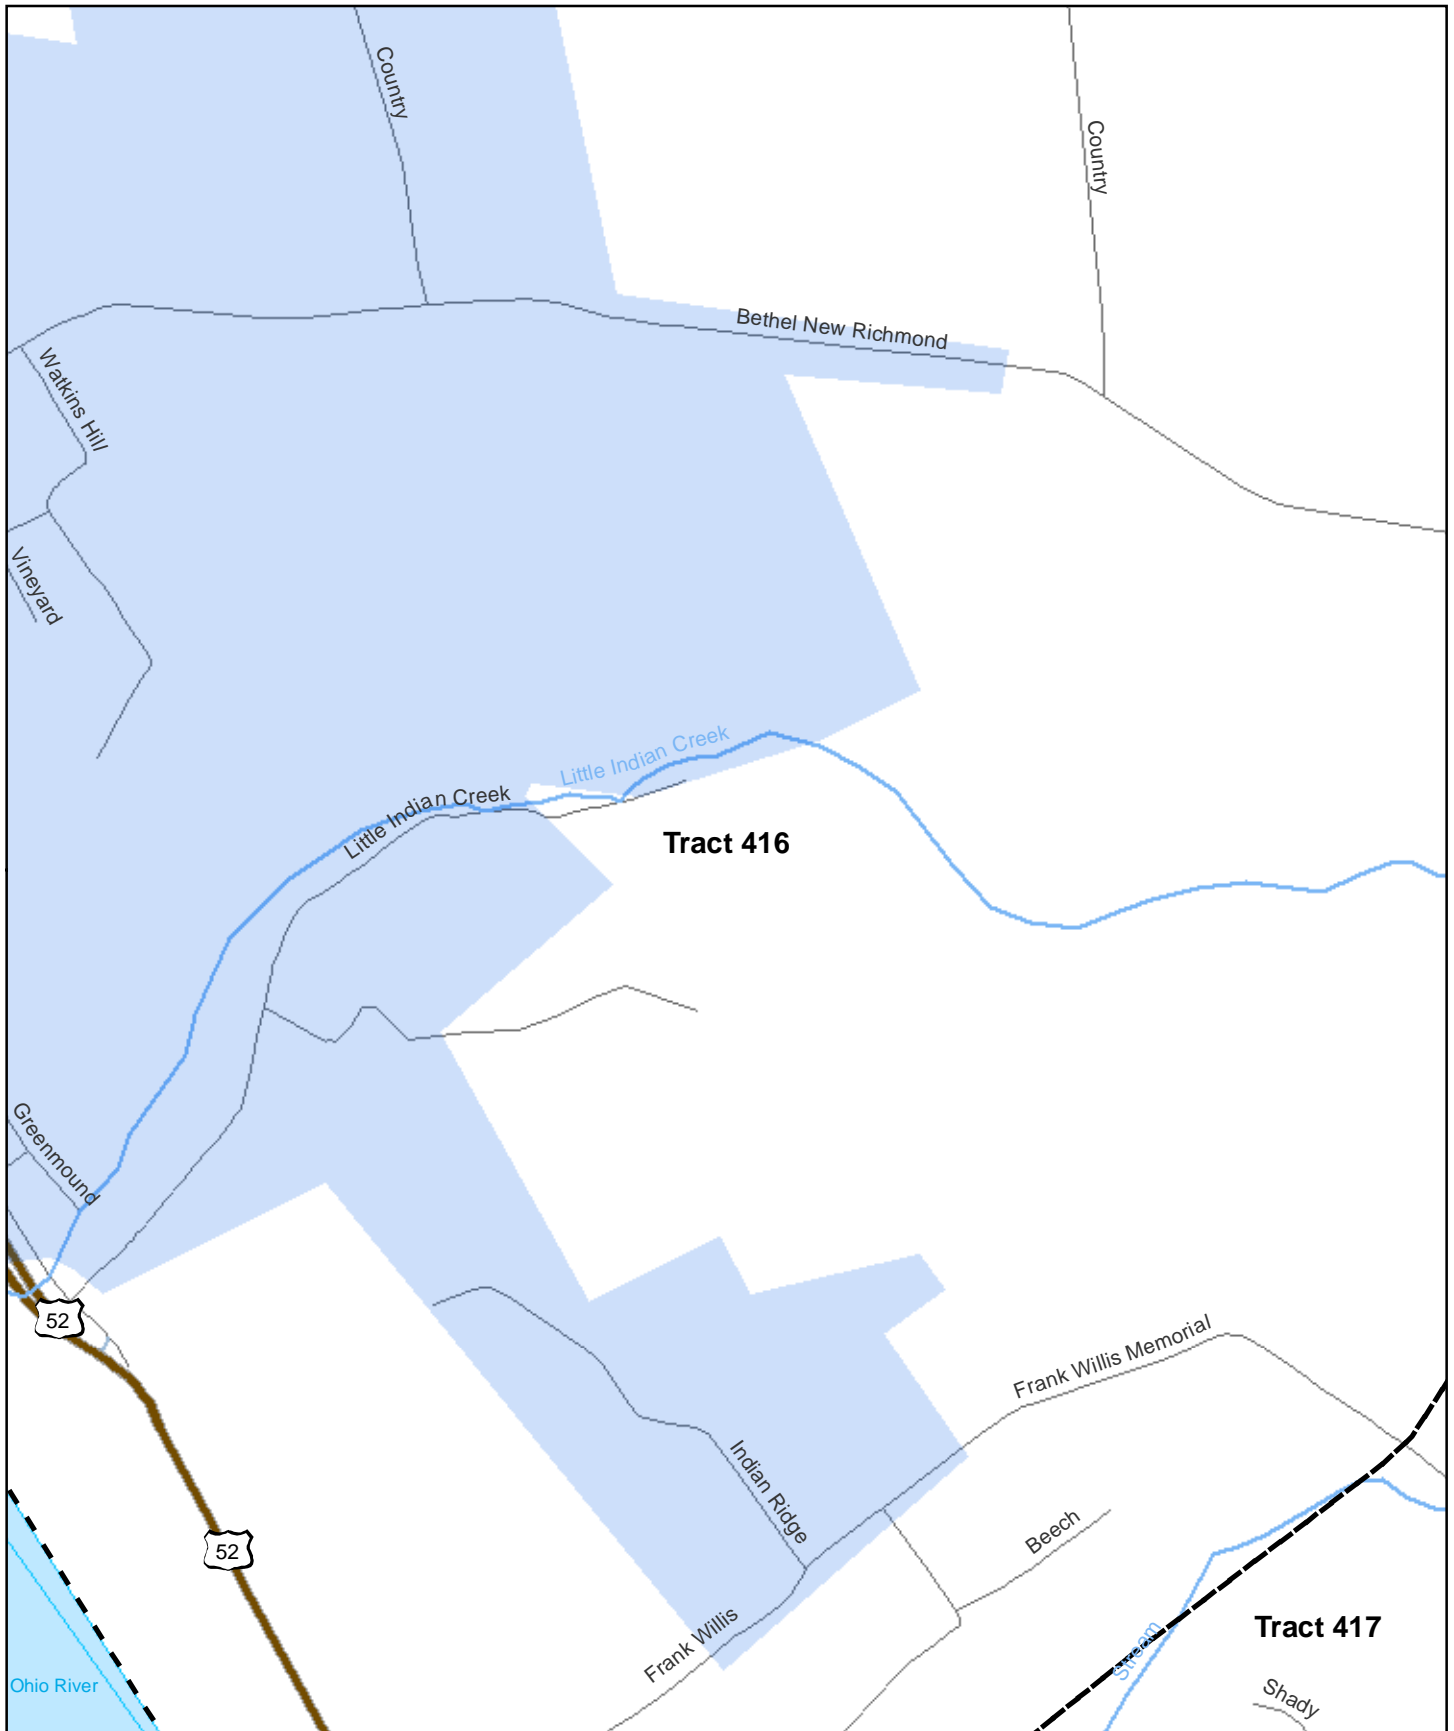 Country
Country
Bethel New Richmond
Watkins Hill
Vineyard
Little Indian Creek
Little Indian Creek
Tract 416
Greenmound
52
Frank Willis Memorial
Indian Ridge
Beech
52
Frank Willis
Stream
Tract 417
Ohio River
Shady